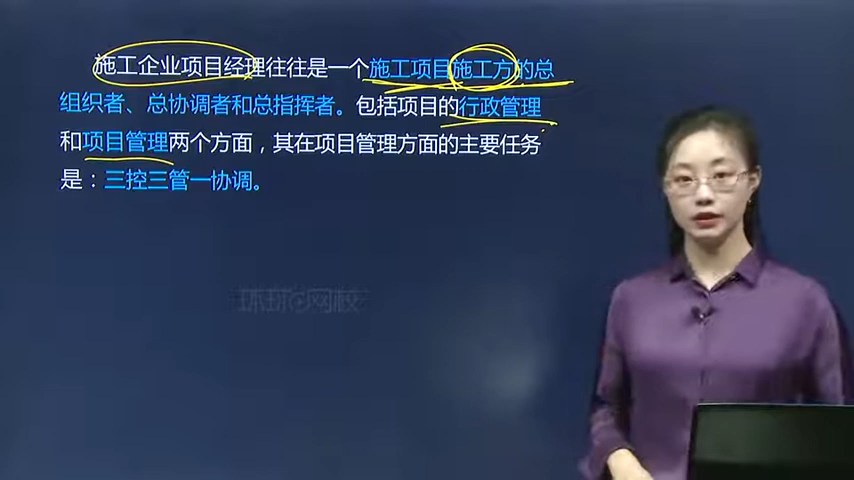 施工企业项目经理往往是一个施工项目施工方的总
组织者、总协调者和总指挥者。包括项目的行政管理
和项目管理两个方面，其在项目管理方面的主要任务
是：三控三管一协调。
环球网校